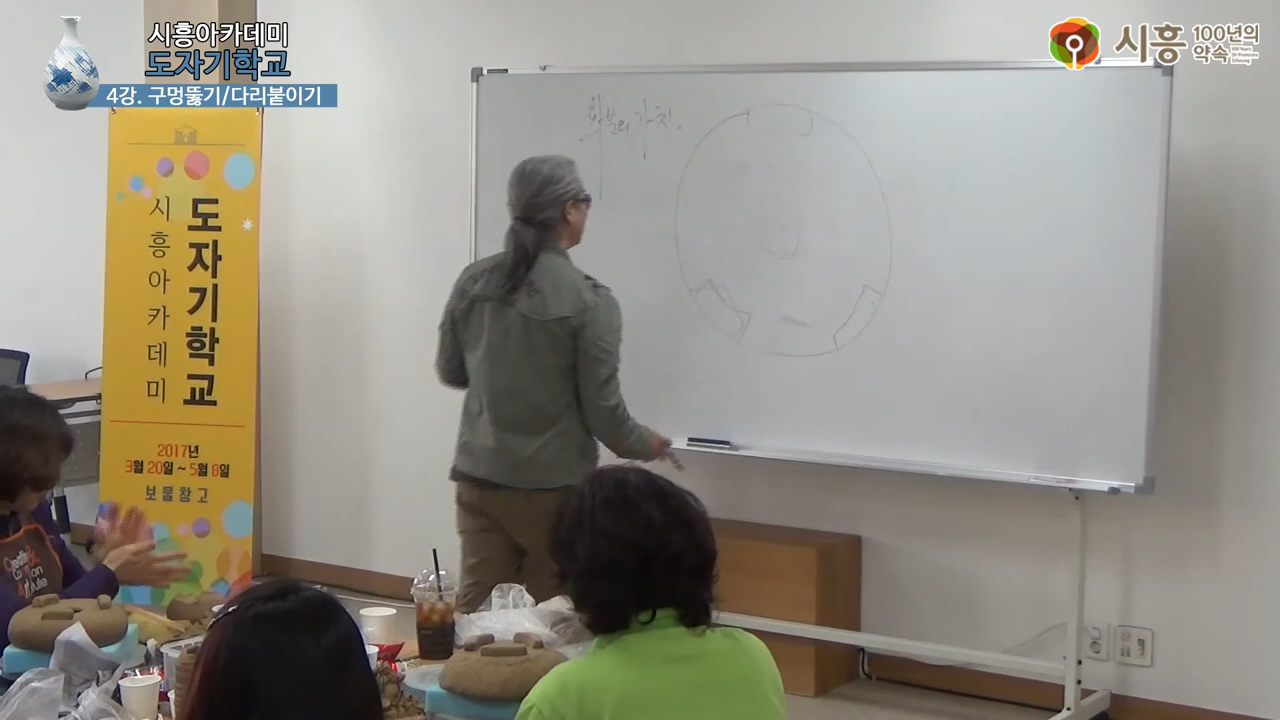 시흥아카데미
도자기학교
4강. 구멍뚫기/다리붙이기
시흥 100년의 약속
화분의 가치.
시흥아카데미
도자기학교
2017년
3월 20일 ~ 5월 8일
보물창고